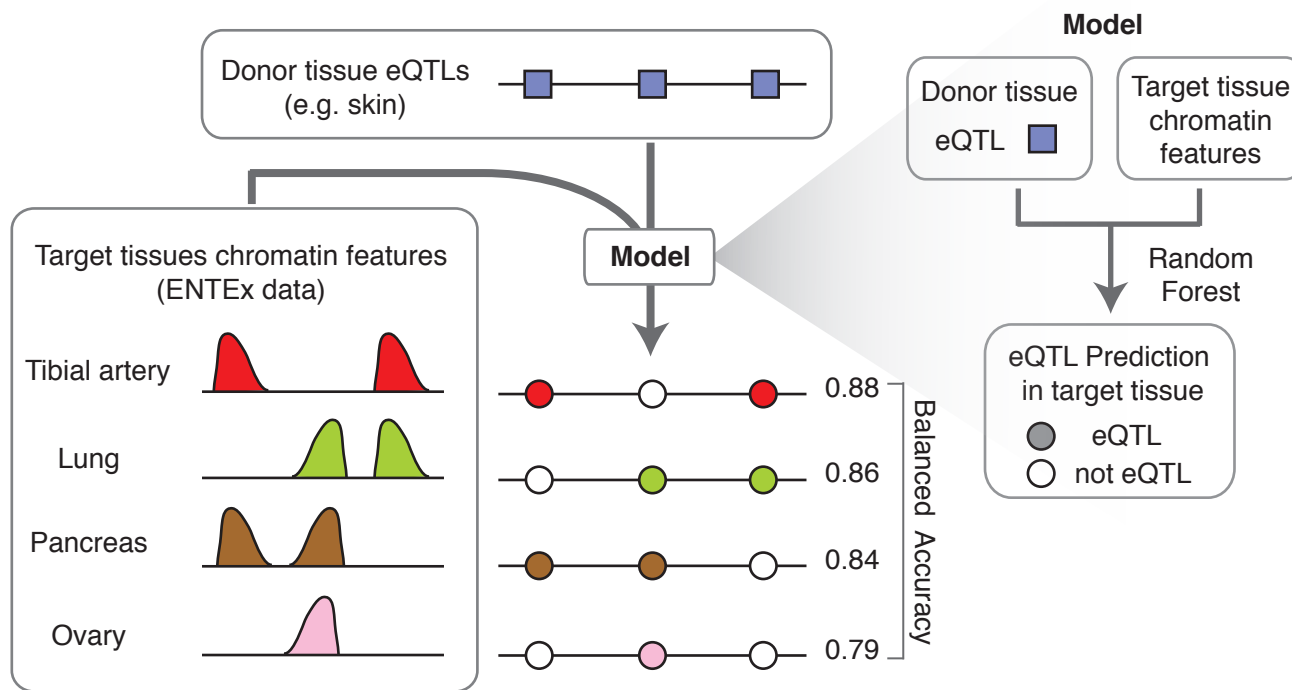 Donor tissue eQTLs
(e.g. skin)
Target tissues chromatin features
(ENTEx data)
Tibial artery
Lung
Pancreas
Ovary
Model
0.88
0.86
0.84
0.79
Balanced Accuracy
Model
Donor tissue
eQTL
Target tissue
chromatin
features
Random
Forest
eQTL Prediction
in target tissue
eQTL
not eQTL